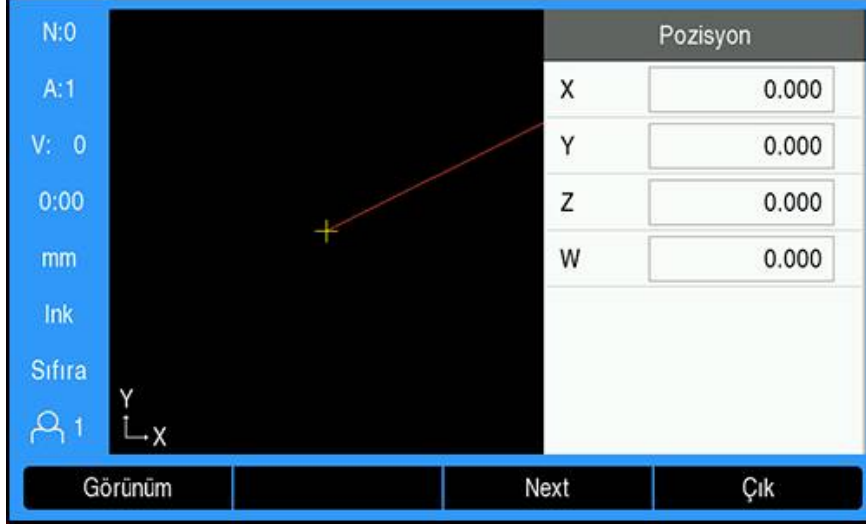 N:0
A:1
V: 0
0:00
mm
Ink
Sıfıra
1
Y
X
Pozisyon
X 0.000
Y 0.000
Z 0.000
W 0.000
Görünüm Next Çık